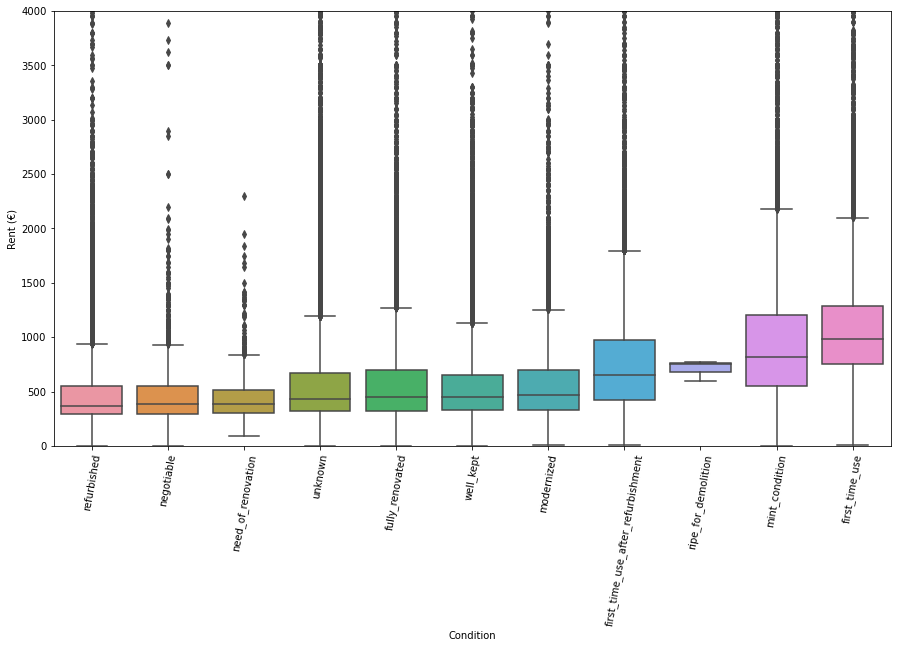 4000
3500
3000
2500
2000
1500
1000
500
0
Rent (€)
refurbished
negotiable
need_of_renovation
unknown
fully_renovated
well_kept
modernized
first_time_use_after_refurbishment
ripe_for_demolition
mint_condition
first_time_use
Condition